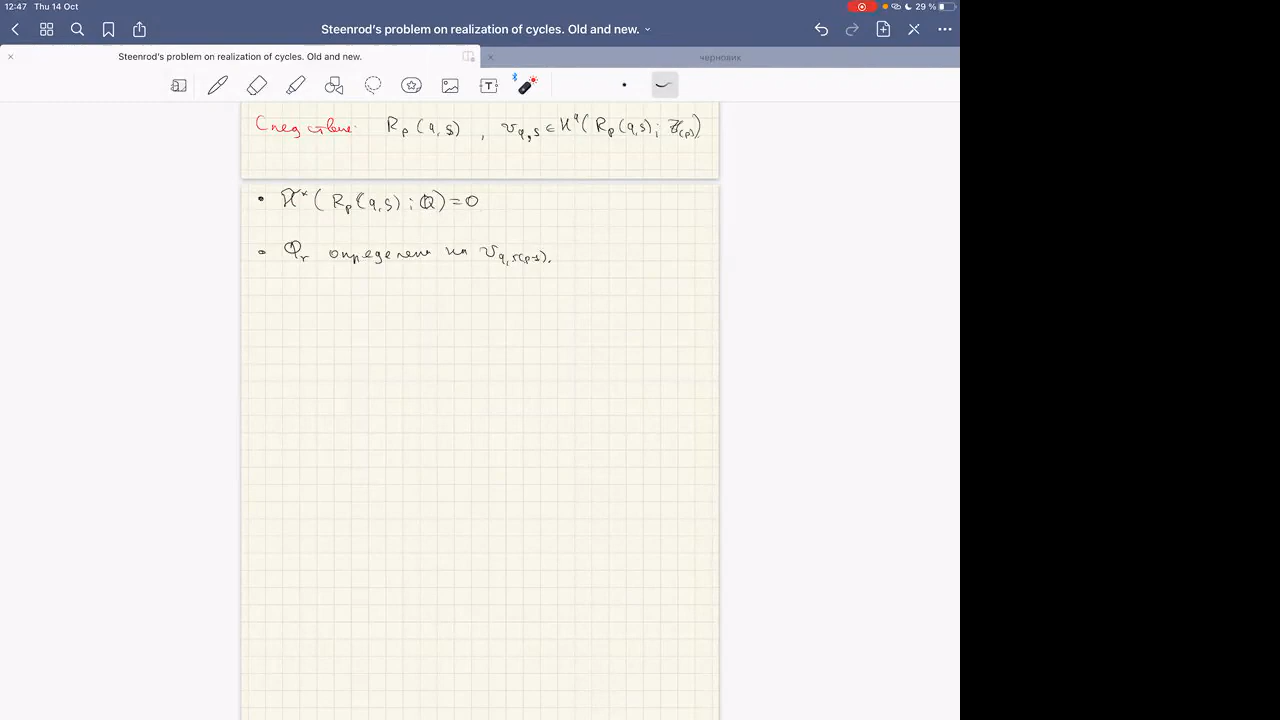 12:47 Thu 14 Oct
29 %
Steenrod's problem on realization of cycles. Old and new.
Steenrod's problem on realization of cycles. Old and new.
черновик
Следствие: R_p(q,s), v_{q,s} ∈ H^q(R_p(q,s); ℤ_(p))
• H̃^*(R_p(q,s); ℚ) = 0
• Φ_r определена на v_{q,r(p-1)}.